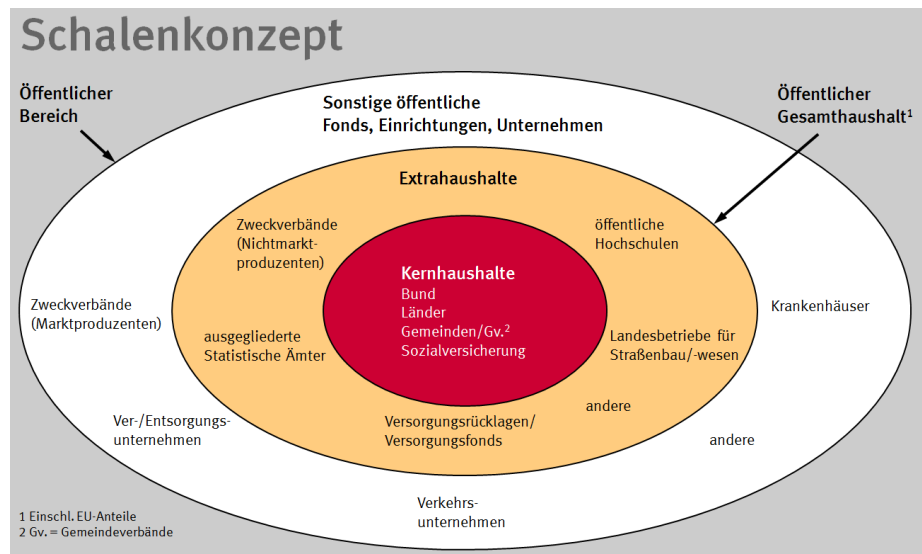 Schalenkonzept
Öffentlicher
Bereich
Sonstige öffentliche
Fonds, Einrichtungen, Unternehmen
Öffentlicher
Gesamthaushalt¹
Extrahaushalte
Zweckverbände
(Nichtmarkt-
produzenten)
öffentliche
Hochschulen
Kernhaushalte
Bund
Länder
Gemeinden/Gv.²
Sozialversicherung
Zweckverbände
(Marktproduzenten)
Krankenhäuser
ausgegliederte
Statistische Ämter
Landesbetriebe für
Straßenbau/-wesen
Ver-/Entsorgungs-
unternehmen
Versorgungsrücklagen/
Versorgungsfonds
andere
andere
Verkehrs-
unternehmen
1 Einschl. EU-Anteile
2 Gv. = Gemeindeverbände